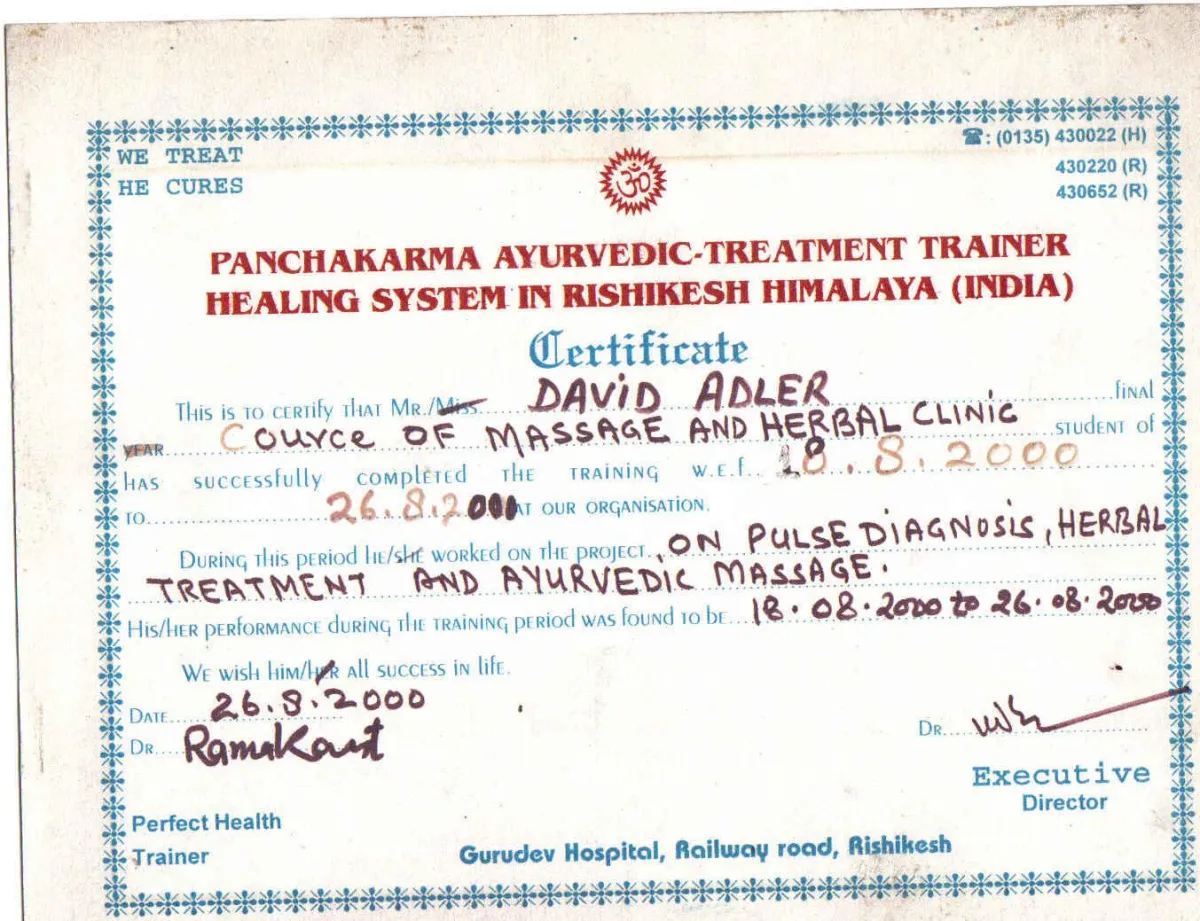 WE TREAT
HE CURES
☎: (0135) 430022 (H)
430220 (R)
430652 (R)
ॐ
PANCHAKARMA AYURVEDIC-TREATMENT TRAINER
HEALING SYSTEM IN RISHIKESH HIMALAYA (INDIA)
Certificate
This is to certify that Mr./Miss DAVID ADLER final
year COURCE OF MASSAGE AND HERBAL CLINIC student of
has successfully completed the training w.e.f. 18.8.2000
to 26.8.2000 at our organisation.
During this period he/she worked on the project. ON PULSE DIAGNOSIS, HERBAL
TREATMENT AND AYURVEDIC MASSAGE.
His/her performance during the training period was found to be 18.08.2000 to 26.08.2000
We wish him/her all success in life.
Date 26.8.2000
Dr. RamaKant
Dr.
Executive
Director
Perfect Health
Trainer
Gurudev Hospital, Railway road, Rishikesh